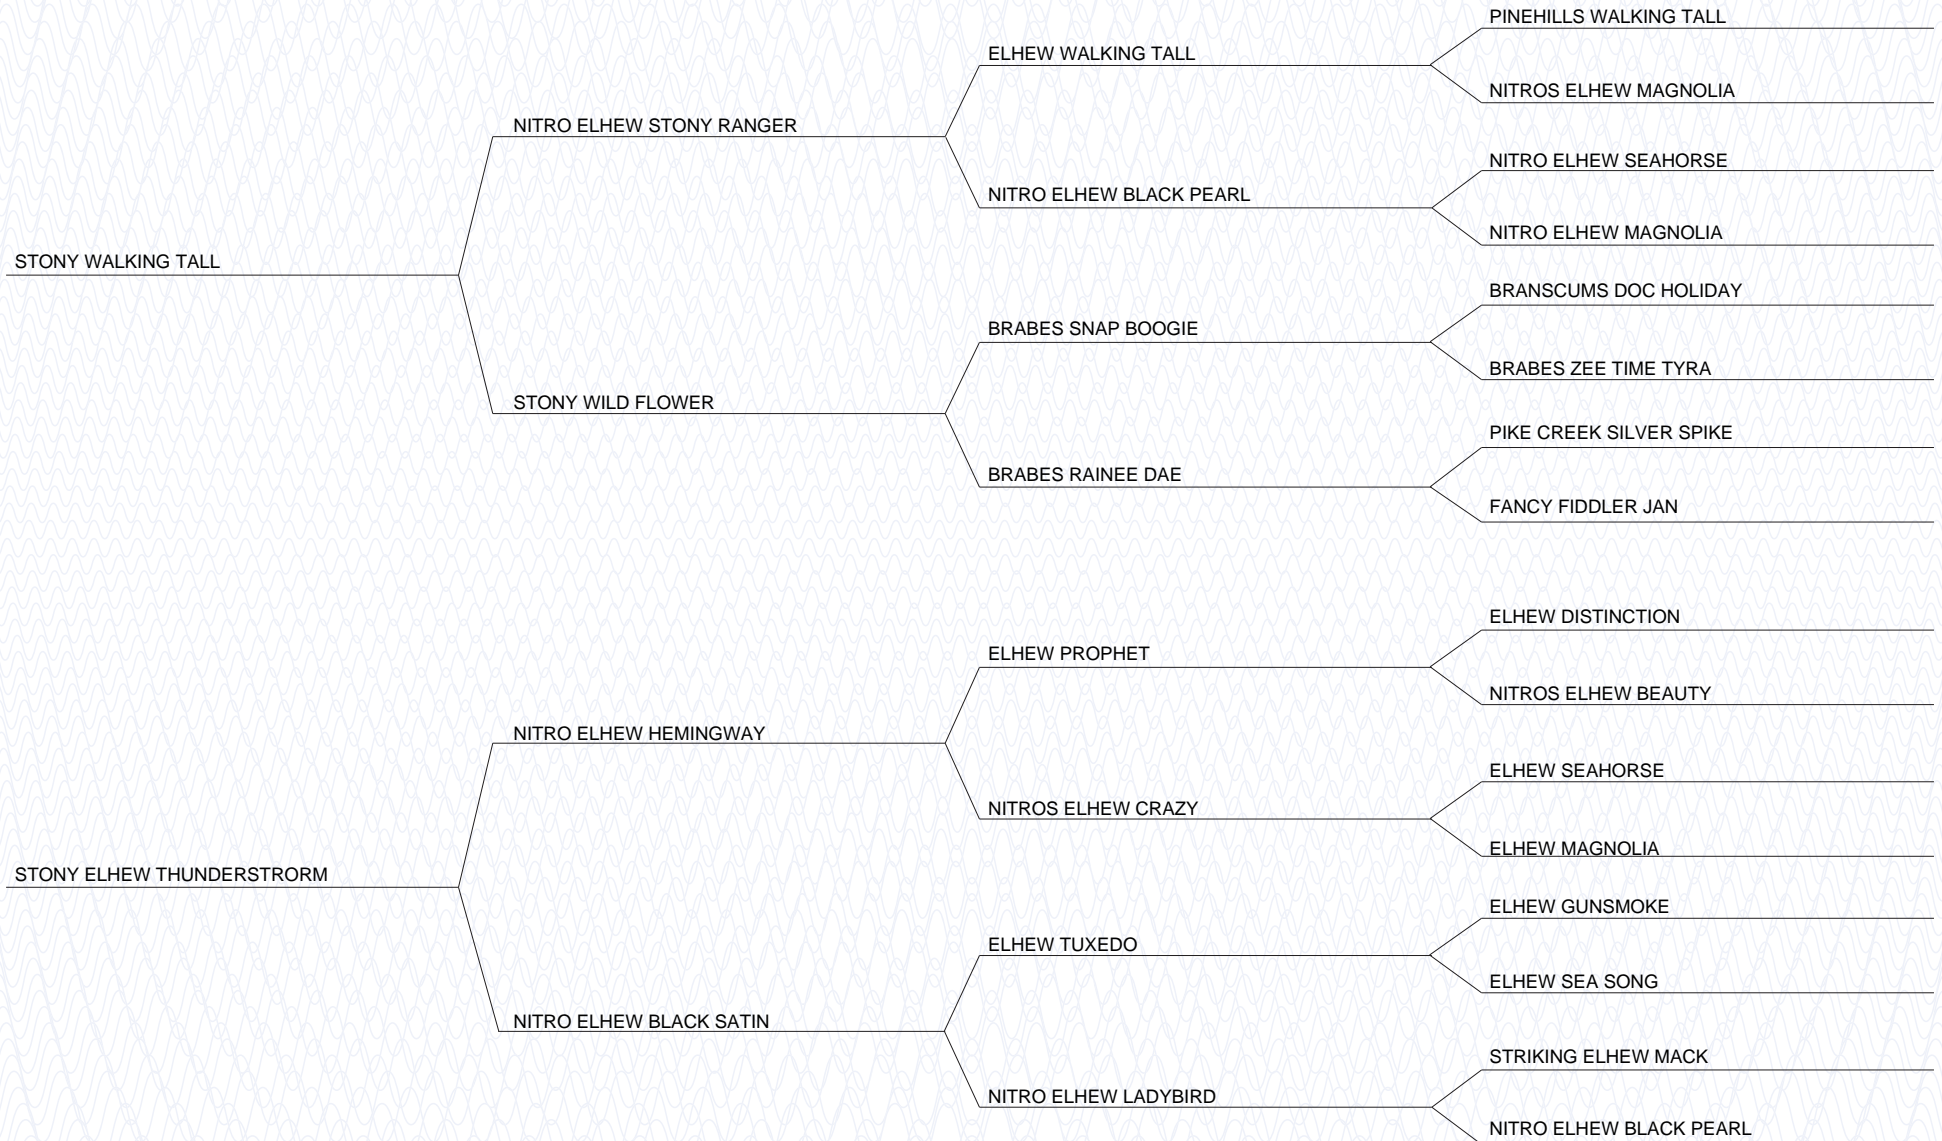 PINEHILLS WALKING TALL
ELHEW WALKING TALL
NITROS ELHEW MAGNOLIA
NITRO ELHEW STONY RANGER
NITRO ELHEW SEAHORSE
NITRO ELHEW BLACK PEARL
NITRO ELHEW MAGNOLIA
STONY WALKING TALL
BRANSCUMS DOC HOLIDAY
BRABES SNAP BOOGIE
BRABES ZEE TIME TYRA
STONY WILD FLOWER
PIKE CREEK SILVER SPIKE
BRABES RAINEE DAE
FANCY FIDDLER JAN
ELHEW DISTINCTION
ELHEW PROPHET
NITROS ELHEW BEAUTY
NITRO ELHEW HEMINGWAY
ELHEW SEAHORSE
NITROS ELHEW CRAZY
ELHEW MAGNOLIA
STONY ELHEW THUNDERSTRORM
ELHEW GUNSMOKE
ELHEW TUXEDO
ELHEW SEA SONG
NITRO ELHEW BLACK SATIN
STRIKING ELHEW MACK
NITRO ELHEW LADYBIRD
NITRO ELHEW BLACK PEARL